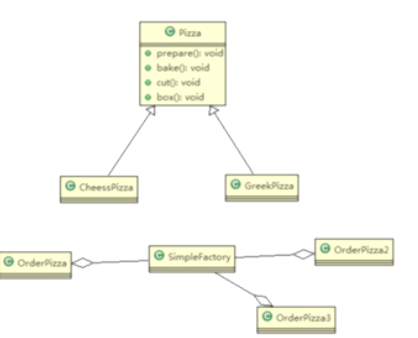 C Pizza
prepare(): void
bake(): void
cut(): void
box(): void
C CheessPizza
C GreekPizza
C OrderPizza
C SimpleFactory
C OrderPizza2
C OrderPizza3